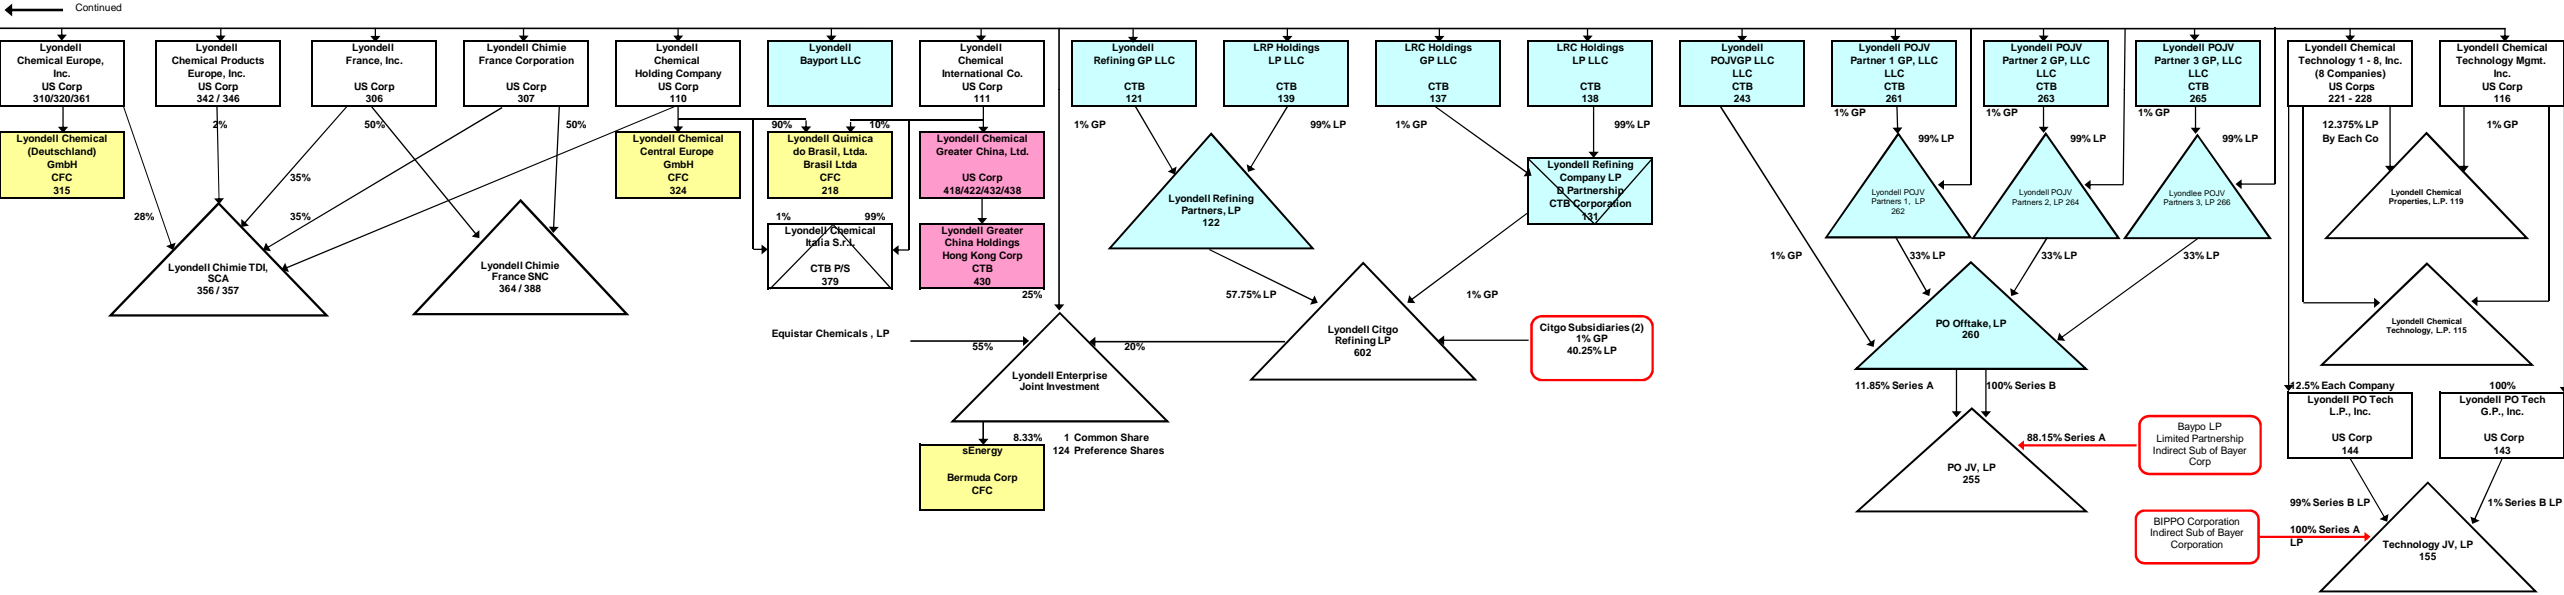 Continued
Lyondell
Chemical Europe,
Inc.
US Corp
310/320/361
Lyondell
Chemical Products
Europe, Inc.
US Corp
342 / 346
Lyondell
France, Inc.
US Corp
306
Lyondell Chimie
France Corporation
US Corp
307
Lyondell
Chemical
Holding Company
US Corp
110
Lyondell
Bayport LLC
Lyondell
Chemical
International Co.
US Corp
111
Lyondell
Refining GP LLC
CTB
121
LRP Holdings
LP LLC
CTB
139
LRC Holdings
GP LLC
CTB
137
LRC Holdings
LP LLC
CTB
138
Lyondell
POJVGP LLC
LLC
CTB
243
Lyondell POJV
Partner 1 GP, LLC
LLC
CTB
261
Lyondell POJV
Partner 2 GP, LLC
LLC
CTB
263
Lyondell POJV
Partner 3 GP, LLC
LLC
CTB
265
Lyondell Chemical
Technology 1 - 8, Inc.
(8 Companies)
US Corps
221 - 228
Lyondell Chemical
Technology Mgmt.
Inc.
US Corp
116
2%
50%
50%
90%
10%
1% GP
99% LP
1% GP
99% LP
1% GP
99% LP
1% GP
99% LP
1% GP
99% LP
12.375% LP
By Each Co
1% GP
Lyondell Chemical
(Deutschland)
GmbH
CFC
315
Lyondell Chemical
Central Europe
GmbH
CFC
324
Lyondell Quimica
do Brasil, Ltda.
Brasil Ltda
CFC
218
Lyondell Chemical
Greater China, Ltd.
US Corp
418/422/432/438
35%
28%
35%
1%
99%
Lyondell Refining
Partners, LP
122
Lyondell Refining
Company LP
D Partnership
CTB Corporation
131
Lyondell POJV
Partners 1, LP
262
Lyondell POJV
Partners 2, LP 264
Lyondlee POJV
Partners 3, LP 266
Lyondell Chemical
Properties, L.P. 119
Lyondell Chimie TDI,
SCA
356 / 357
Lyondell Chimie
France SNC
364 / 388
Lyondell Chemical
Italia S.r.l.
CTB P/S
379
Lyondell Greater
China Holdings
Hong Kong Corp
CTB
430
25%
57.75% LP
1% GP
1% GP
33% LP
33% LP
33% LP
Equistar Chemicals , LP
55%
20%
Lyondell Citgo
Refining LP
602
Citgo Subsidiaries (2)
1% GP
40.25% LP
PO Offtake, LP
260
Lyondell Chemical
Technology, L.P. 115
Lyondell Enterprise
Joint Investment
11.85% Series A
100% Series B
12.5% Each Company
100%
Lyondell PO Tech
L.P., Inc.
US Corp
144
Lyondell PO Tech
G.P., Inc.
US Corp
143
8.33%
1 Common Share
124 Preference Shares
sEnergy
Bermuda Corp
CFC
88.15% Series A
Baypo LP
Limited Partnership
Indirect Sub of Bayer
Corp
PO JV, LP
255
99% Series B LP
1% Series B LP
BIPPO Corporation
Indirect Sub of Bayer
Corporation
100% Series A
LP
Technology JV, LP
155